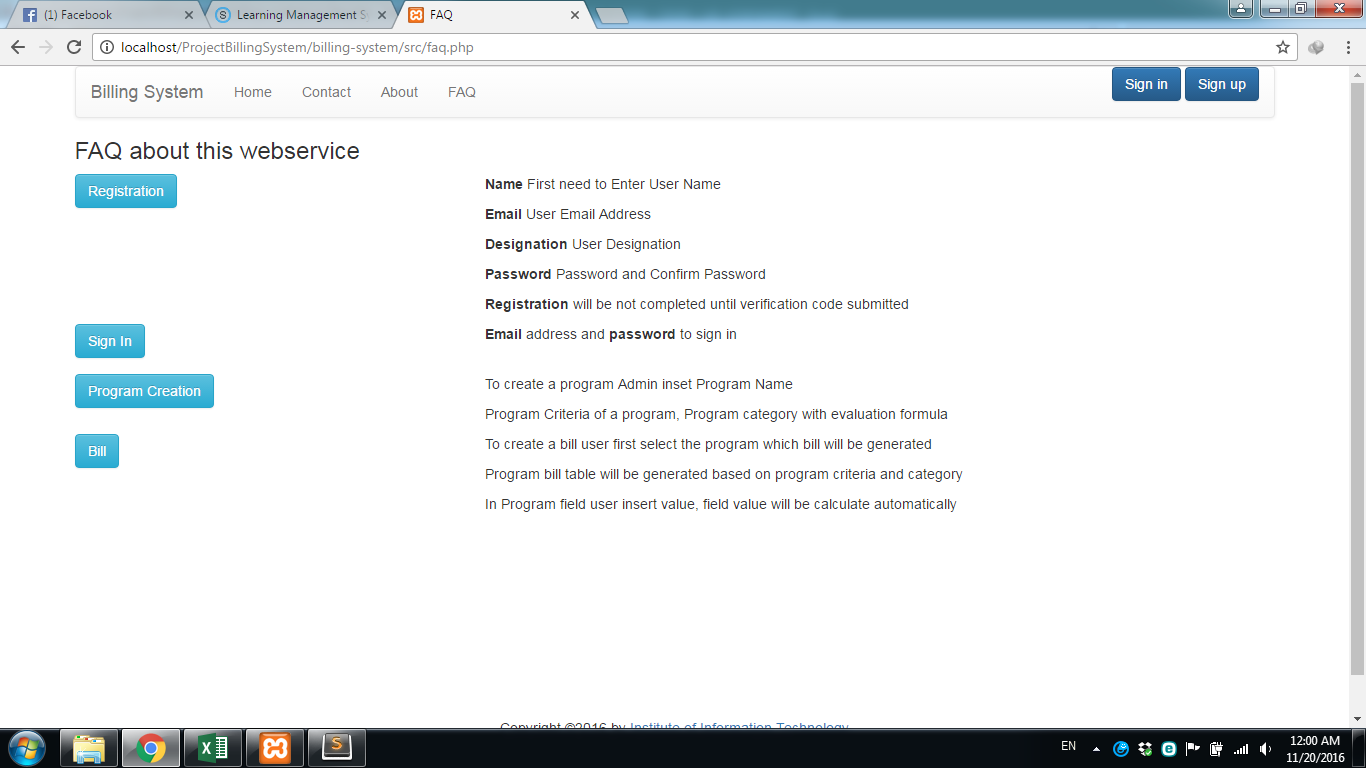 (1) Facebook
Learning Management S
FAQ
localhost/ProjectBillingSystem/billing-system/src/faq.php
Billing System Home Contact About FAQ Sign in Sign up
FAQ about this webservice
Registration
Name First need to Enter User Name
Email User Email Address
Designation User Designation
Password Password and Confirm Password
Registration will be not completed until verification code submitted
Sign In
Email address and password to sign in
Program Creation
To create a program Admin inset Program Name
Program Criteria of a program, Program category with evaluation formula
Bill
To create a bill user first select the program which bill will be generated
Program bill table will be generated based on program criteria and category
In Program field user insert value, field value will be calculate automatically
Copyright ©2016 by Institute of Information Technology
EN
12:00 AM
11/20/2016